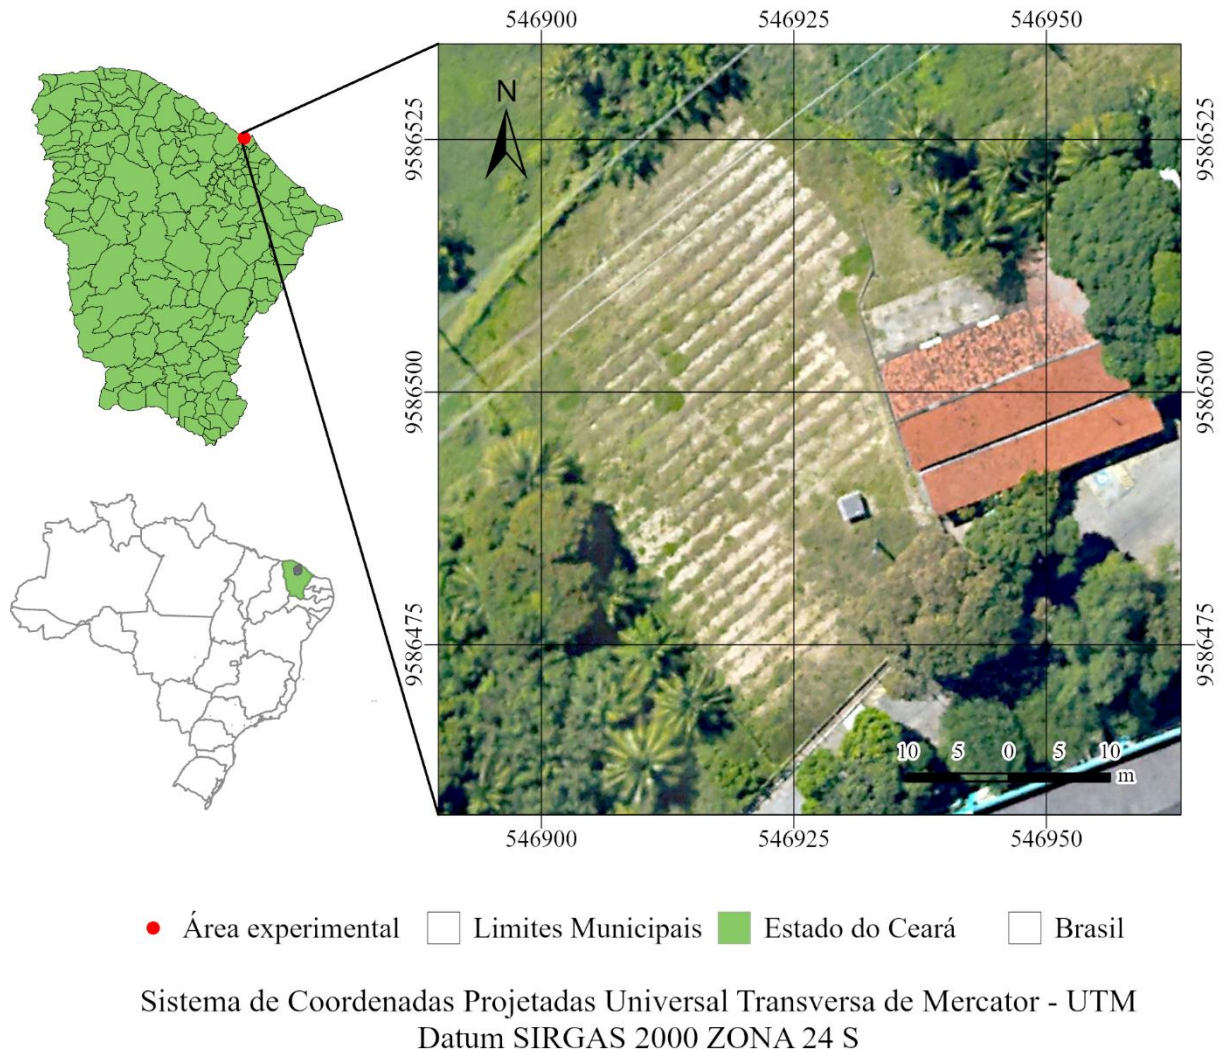 546900 546925 546950
N
9586525 9586525
9586500 9586500
9586475 9586475
10 5 0 5 10
m
546900 546925 546950
Área experimental Limites Municipais Estado do Ceará Brasil
Sistema de Coordenadas Projetadas Universal Transversa de Mercator - UTM
Datum SIRGAS 2000 ZONA 24 S